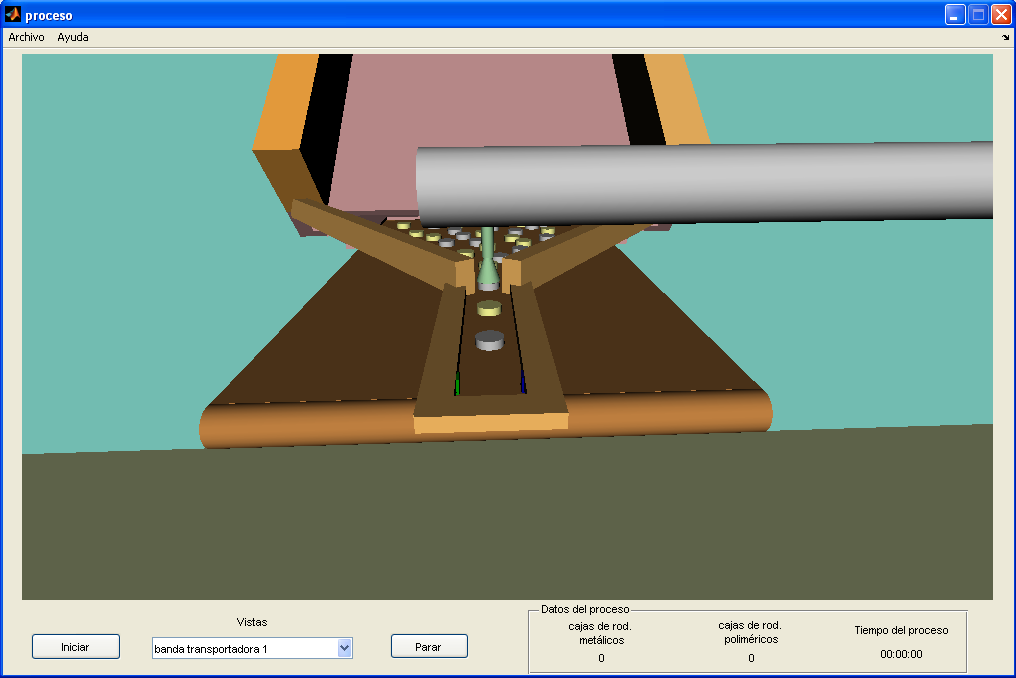 proceso
Archivo Ayuda
Vistas
Iniciar
banda transportadora 1
Parar
Datos del proceso
cajas de rod.
metálicos
0
cajas de rod.
poliméricos
0
Tiempo del proceso
00:00:00